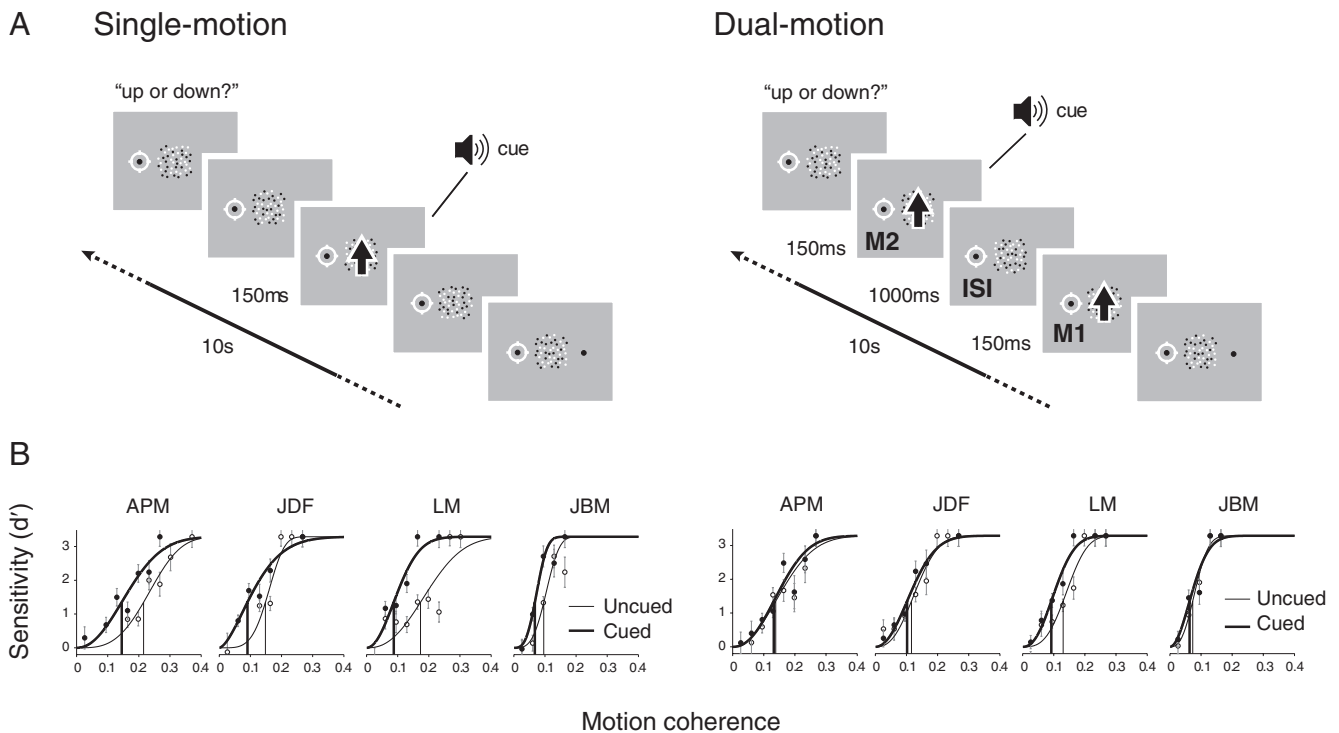 A Single-motion Dual-motion
“up or down?” “up or down?”
cue cue
150ms M2
150ms 1000ms ISI
10s 10s 150ms M1
B
APM JDF LM JBM APM JDF LM JBM
Sensitivity (d′)
3
2
1
0
Uncued
Cued
0 0.1 0.2 0.3 0.4 0 0.1 0.2 0.3 0.4 0 0.1 0.2 0.3 0.4 0 0.1 0.2 0.3 0.4
3
2
1
0
Uncued
Cued
0 0.1 0.2 0.3 0.4 0 0.1 0.2 0.3 0.4 0 0.1 0.2 0.3 0.4 0 0.1 0.2 0.3 0.4
Motion coherence